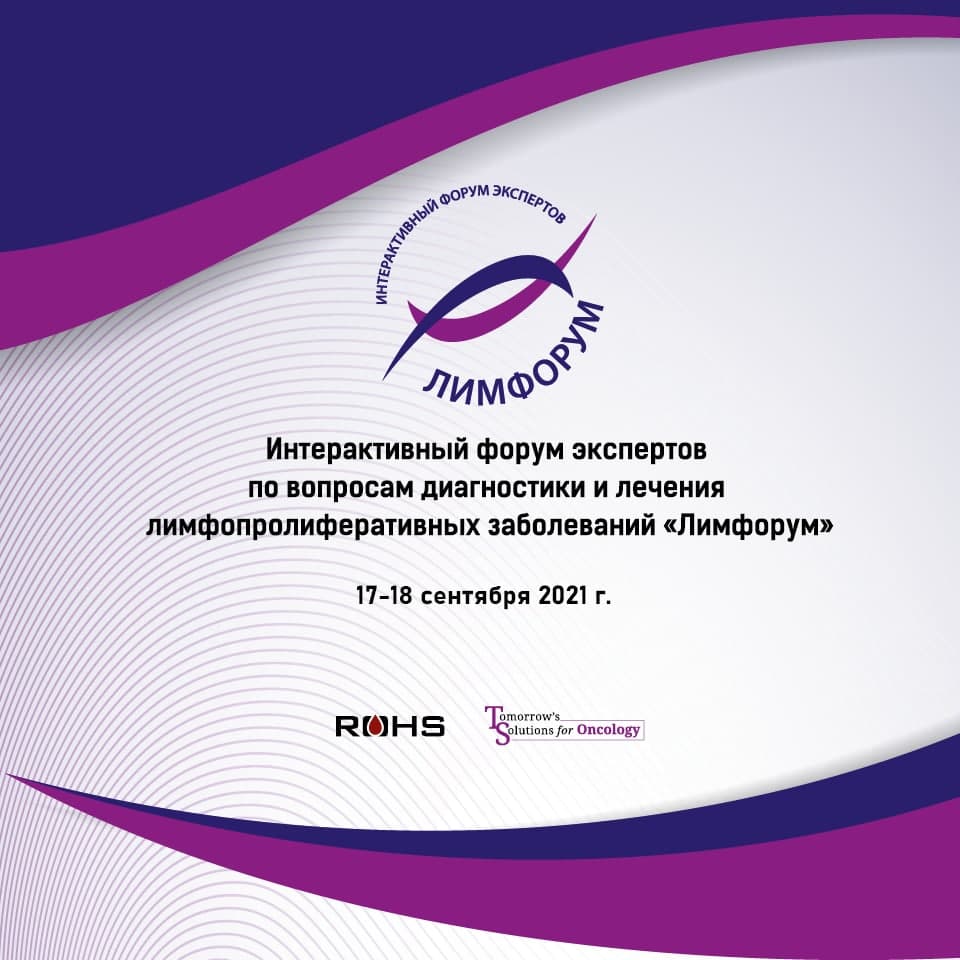 ИНТЕРАКТИВНЫЙ ФОРУМ ЭКСПЕРТОВ
ЛИМФОРУМ
Интерактивный форум экспертов
по вопросам диагностики и лечения
лимфопролиферативных заболеваний «Лимфорум»
17-18 сентября 2021 г.
ROHS
Tomorrow's
Solutions for Oncology